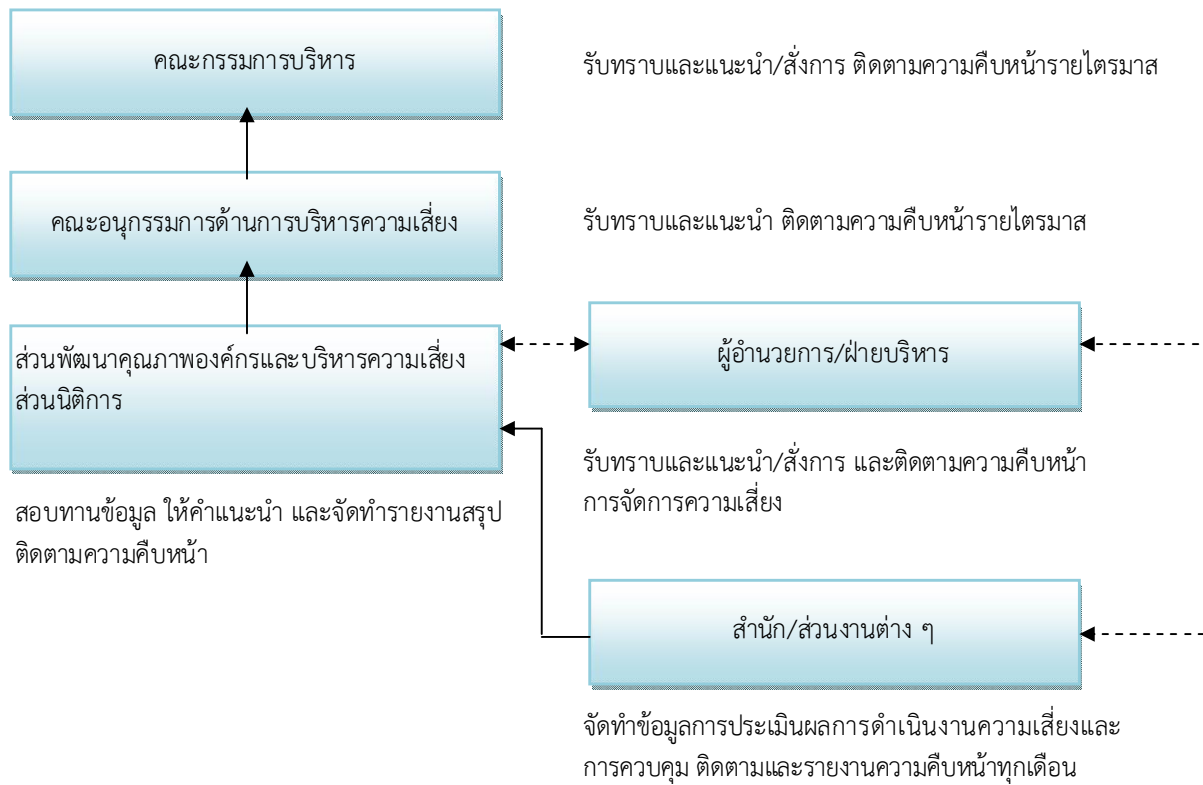 คณะกรรมการบริหาร
รับทราบและแนะนำ/สั่งการ ติดตามความคืบหน้ารายไตรมาส
คณะอนุกรรมการด้านการบริหารความเสี่ยง
รับทราบและแนะนำ ติดตามความคืบหน้ารายไตรมาส
ส่วนพัฒนาคุณภาพองค์กรและบริหารความเสี่ยง
ส่วนนิติการ
ผู้อำนวยการ/ฝ่ายบริหาร
รับทราบและแนะนำ/สั่งการ และติดตามความคืบหน้า
การจัดการความเสี่ยง
สอบทานข้อมูล ให้คำแนะนำ และจัดทำรายงานสรุป
ติดตามความคืบหน้า
สำนัก/ส่วนงานต่าง ๆ
จัดทำข้อมูลการประเมินผลการดำเนินงานความเสี่ยงและ
การควบคุม ติดตามและรายงานความคืบหน้าทุกเดือน